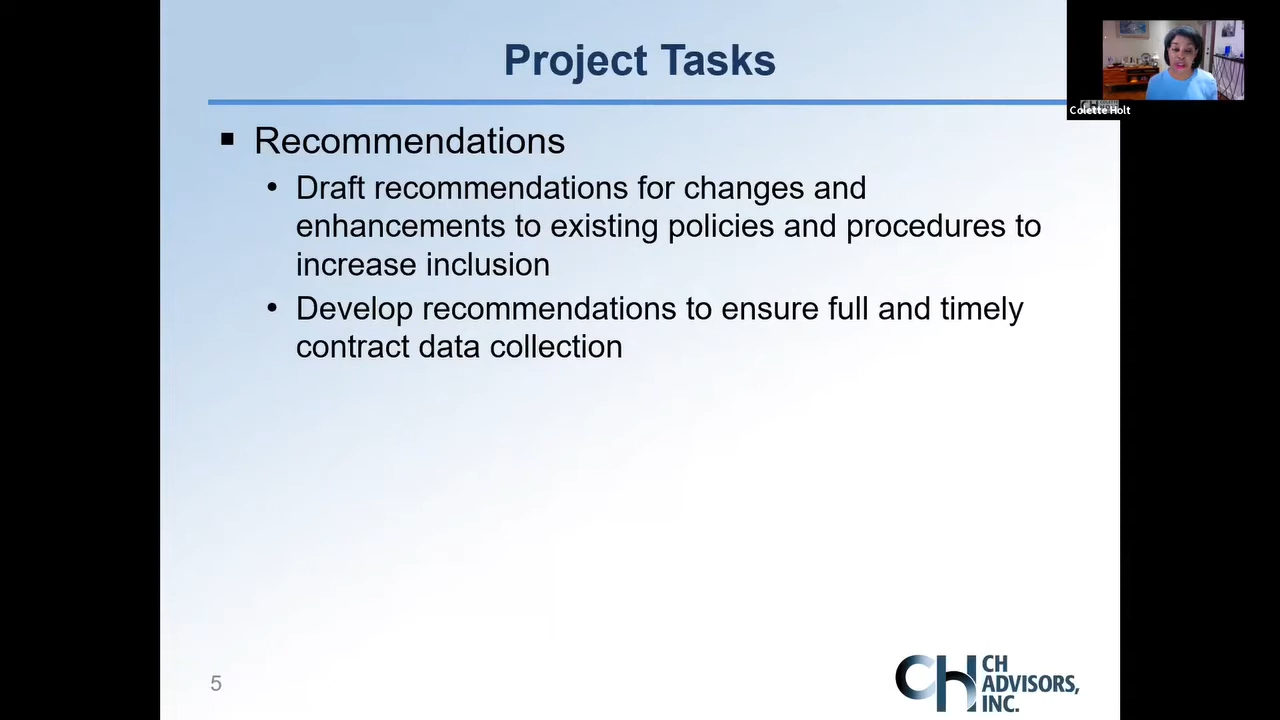 Project Tasks
Colette Holt
Recommendations
Draft recommendations for changes and
enhancements to existing policies and procedures to
increase inclusion
Develop recommendations to ensure full and timely
contract data collection
5
CH
CH
ADVISORS,
INC.